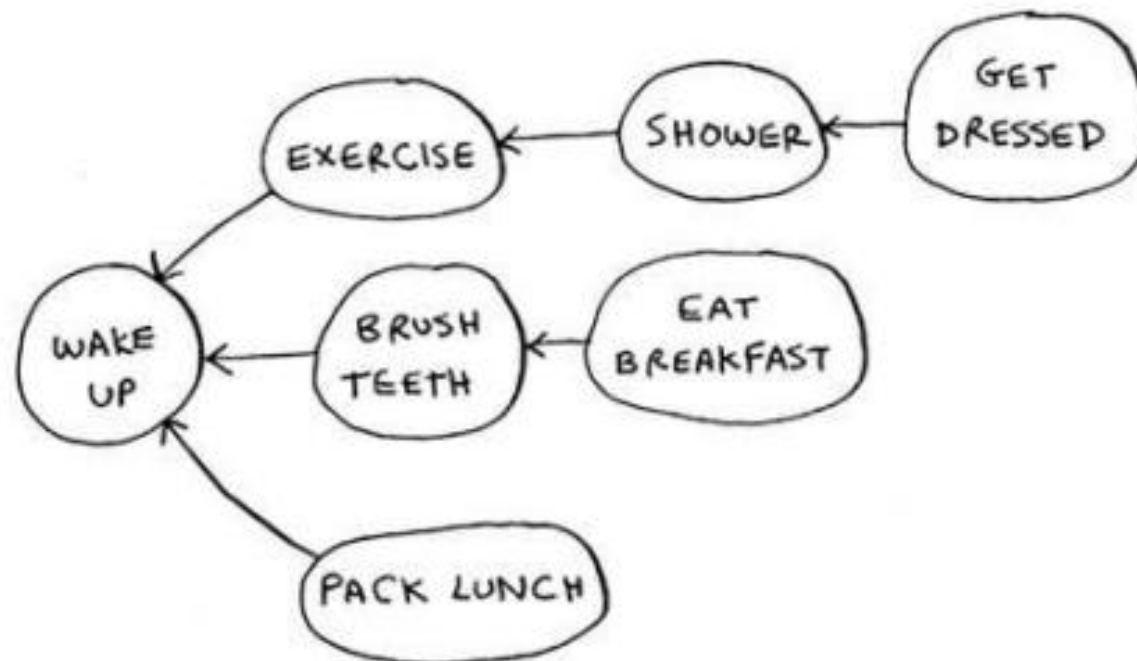 GET
DRESSED
SHOWER
EXERCISE
WAKE
UP
BRUSH
TEETH
EAT
BREAKFAST
PACK LUNCH